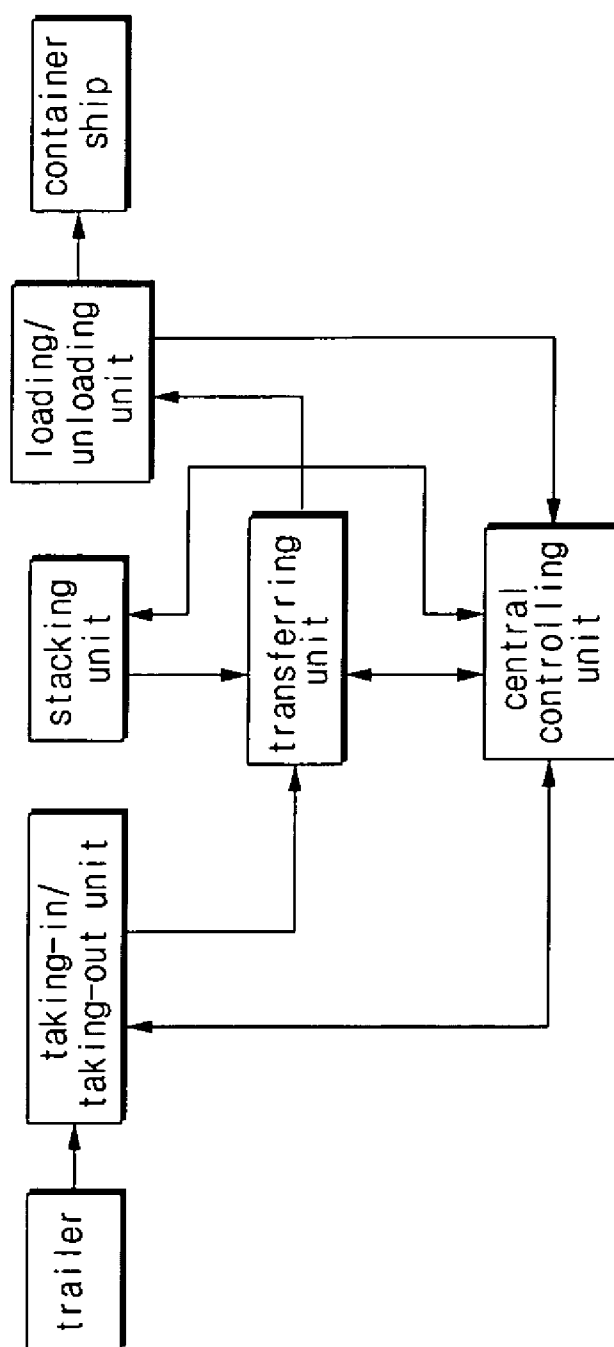 trailer
taking-in/
taking-out unit
stacking
unit
loading/
unloading
unit
container
ship
transferring
unit
central
controlling
unit